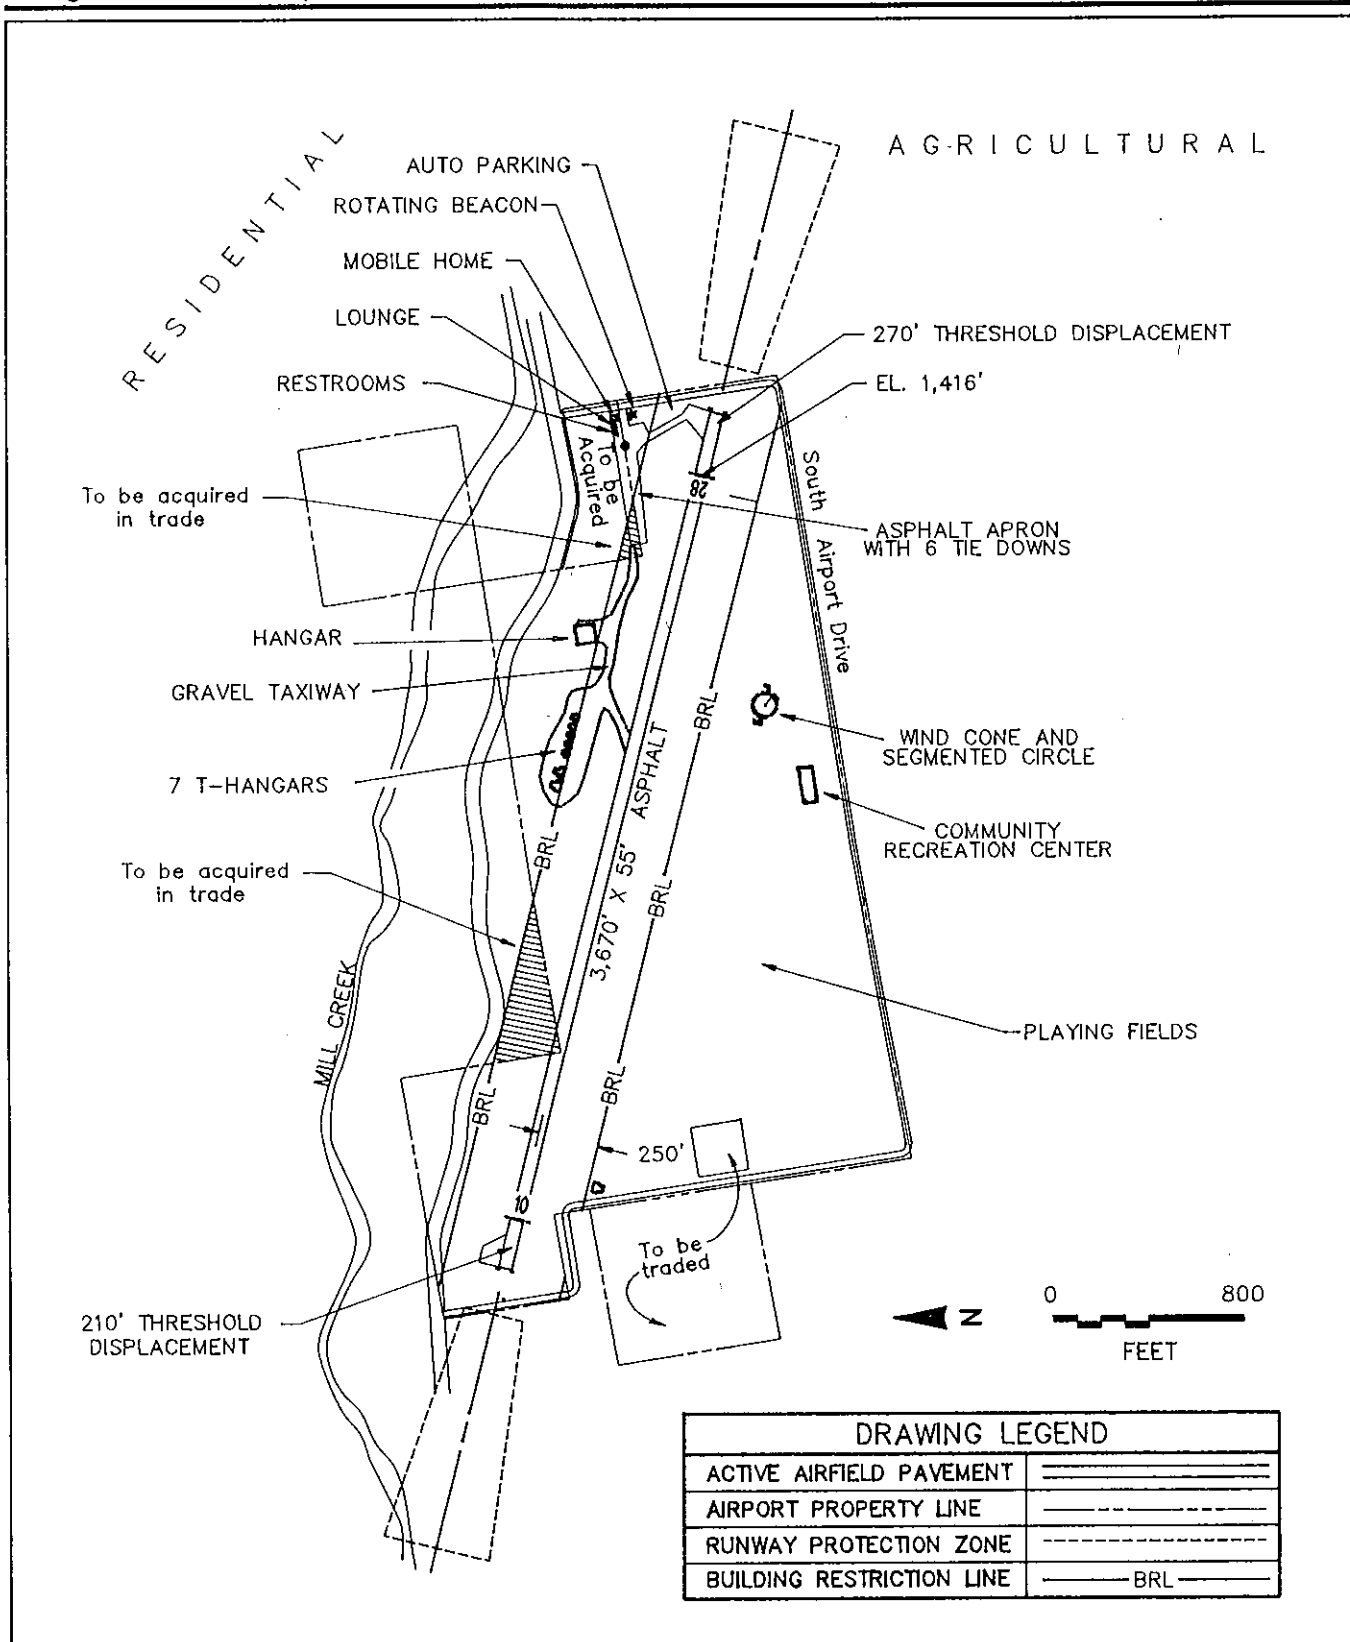 RESIDENTIAL
AGRICULTURAL
AUTO PARKING
ROTATING BEACON
MOBILE HOME
LOUNGE
RESTROOMS
270' THRESHOLD DISPLACEMENT
EL. 1,416'
To be
Acquired
28
South Airport Drive
To be acquired
in trade
ASPHALT APRON
WITH 6 TIE DOWNS
HANGAR
GRAVEL TAXIWAY
BRL
WIND CONE AND
SEGMENTED CIRCLE
7 T-HANGARS
3,670' X 55' ASPHALT
COMMUNITY
RECREATION CENTER
BRL
BRL
To be acquired
in trade
MILL CREEK
PLAYING FIELDS
BRL
BRL
250'
10
To be
traded
210' THRESHOLD
DISPLACEMENT
N
0 800
FEET
DRAWING LEGEND
ACTIVE AIRFIELD PAVEMENT
AIRPORT PROPERTY LINE
RUNWAY PROTECTION ZONE
BUILDING RESTRICTION LINE BRL